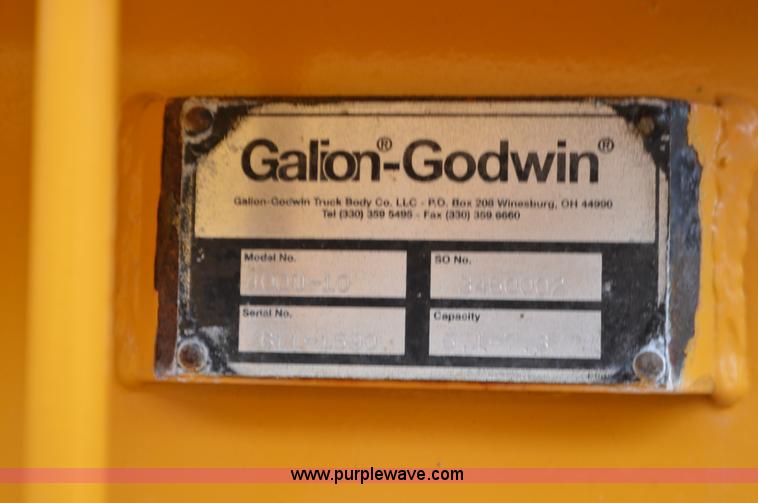 Galion®-Godwin®
Galion-Godwin Truck Body Co. LLC - P.O. Box 208 Winesburg, OH 44690
Tel (330) 359 5495 - Fax (330) 359 6660
Model No.
SO No.
Serial No.
Capacity
www.purplewave.com